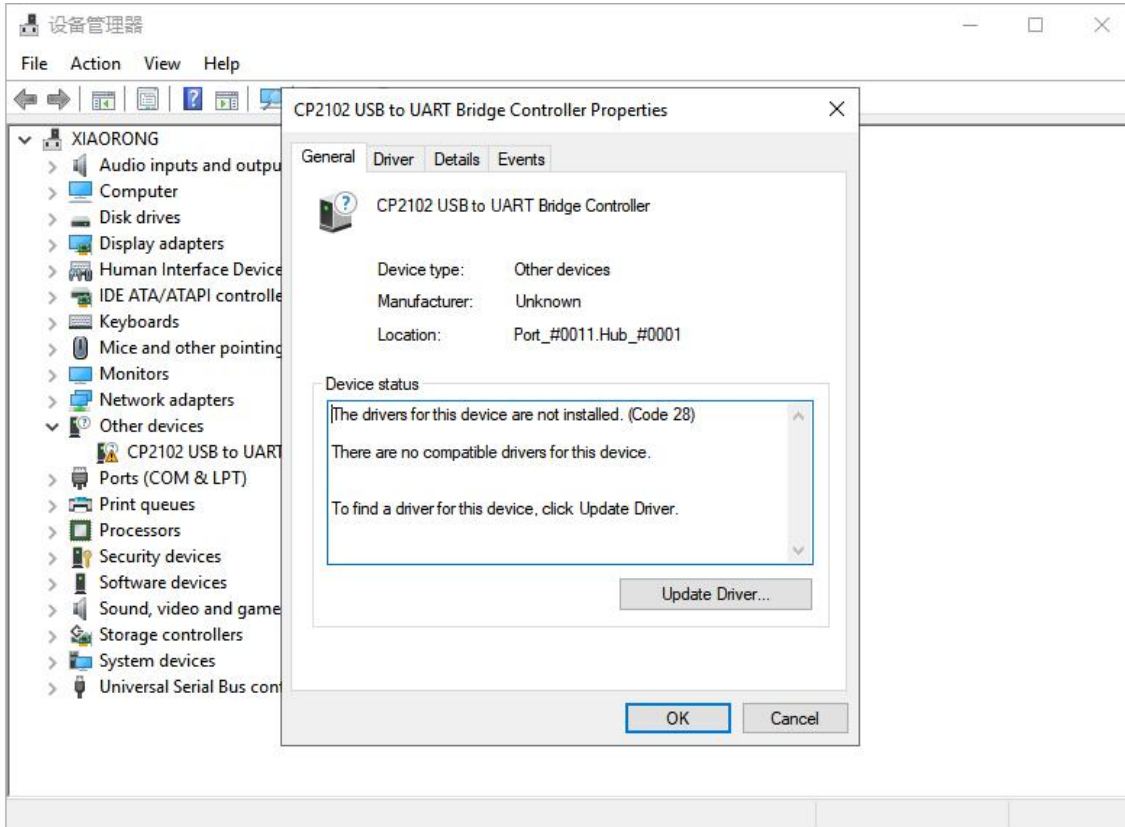 设备管理器
File Action View Help
XIAORONG
Audio inputs and outpu
Computer
Disk drives
Display adapters
Human Interface Device
IDE ATA/ATAPI controlle
Keyboards
Mice and other pointing
Monitors
Network adapters
Other devices
CP2102 USB to UART
Ports (COM & LPT)
Print queues
Processors
Security devices
Software devices
Sound, video and game
Storage controllers
System devices
Universal Serial Bus con
CP2102 USB to UART Bridge Controller Properties
General Driver Details Events
CP2102 USB to UART Bridge Controller
Device type: Other devices
Manufacturer: Unknown
Location: Port_#0011.Hub_#0001
Device status
The drivers for this device are not installed. (Code 28)
There are no compatible drivers for this device.
To find a driver for this device, click Update Driver.
Update Driver...
OK Cancel